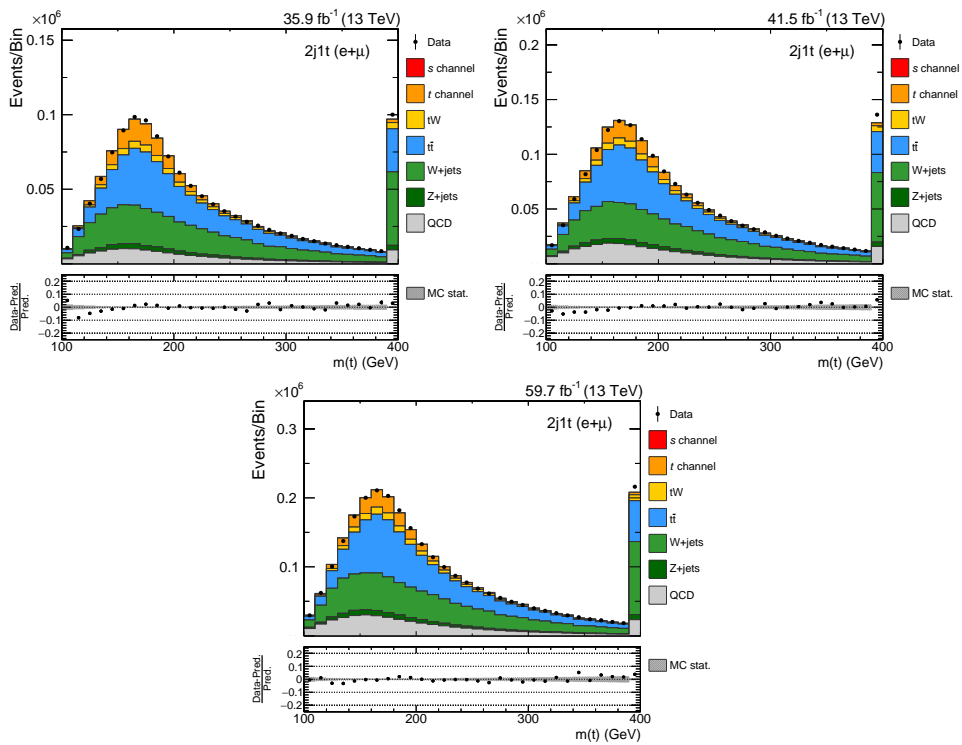 ×10⁶ 35.9 fb⁻¹ (13 TeV)
Events/Bin
0.15
0.1
0.05
2j1t (e+μ)
Data
s channel
t channel
tW
tt̄
W+jets
Z+jets
QCD
Data-Pred.
Pred.
0.2
0.1
0
−0.1
−0.2
MC stat.
100 200 300 400
m(t) (GeV)
×10⁶ 41.5 fb⁻¹ (13 TeV)
Events/Bin
0.2
0.15
0.1
0.05
2j1t (e+μ)
Data
s channel
t channel
tW
tt̄
W+jets
Z+jets
QCD
Data-Pred.
Pred.
0.2
0.1
0
−0.1
−0.2
MC stat.
100 200 300 400
m(t) (GeV)
×10⁶ 59.7 fb⁻¹ (13 TeV)
Events/Bin
0.3
0.2
0.1
2j1t (e+μ)
Data
s channel
t channel
tW
tt̄
W+jets
Z+jets
QCD
Data-Pred.
Pred.
0.2
0.1
0
−0.1
−0.2
MC stat.
100 200 300 400
m(t) (GeV)